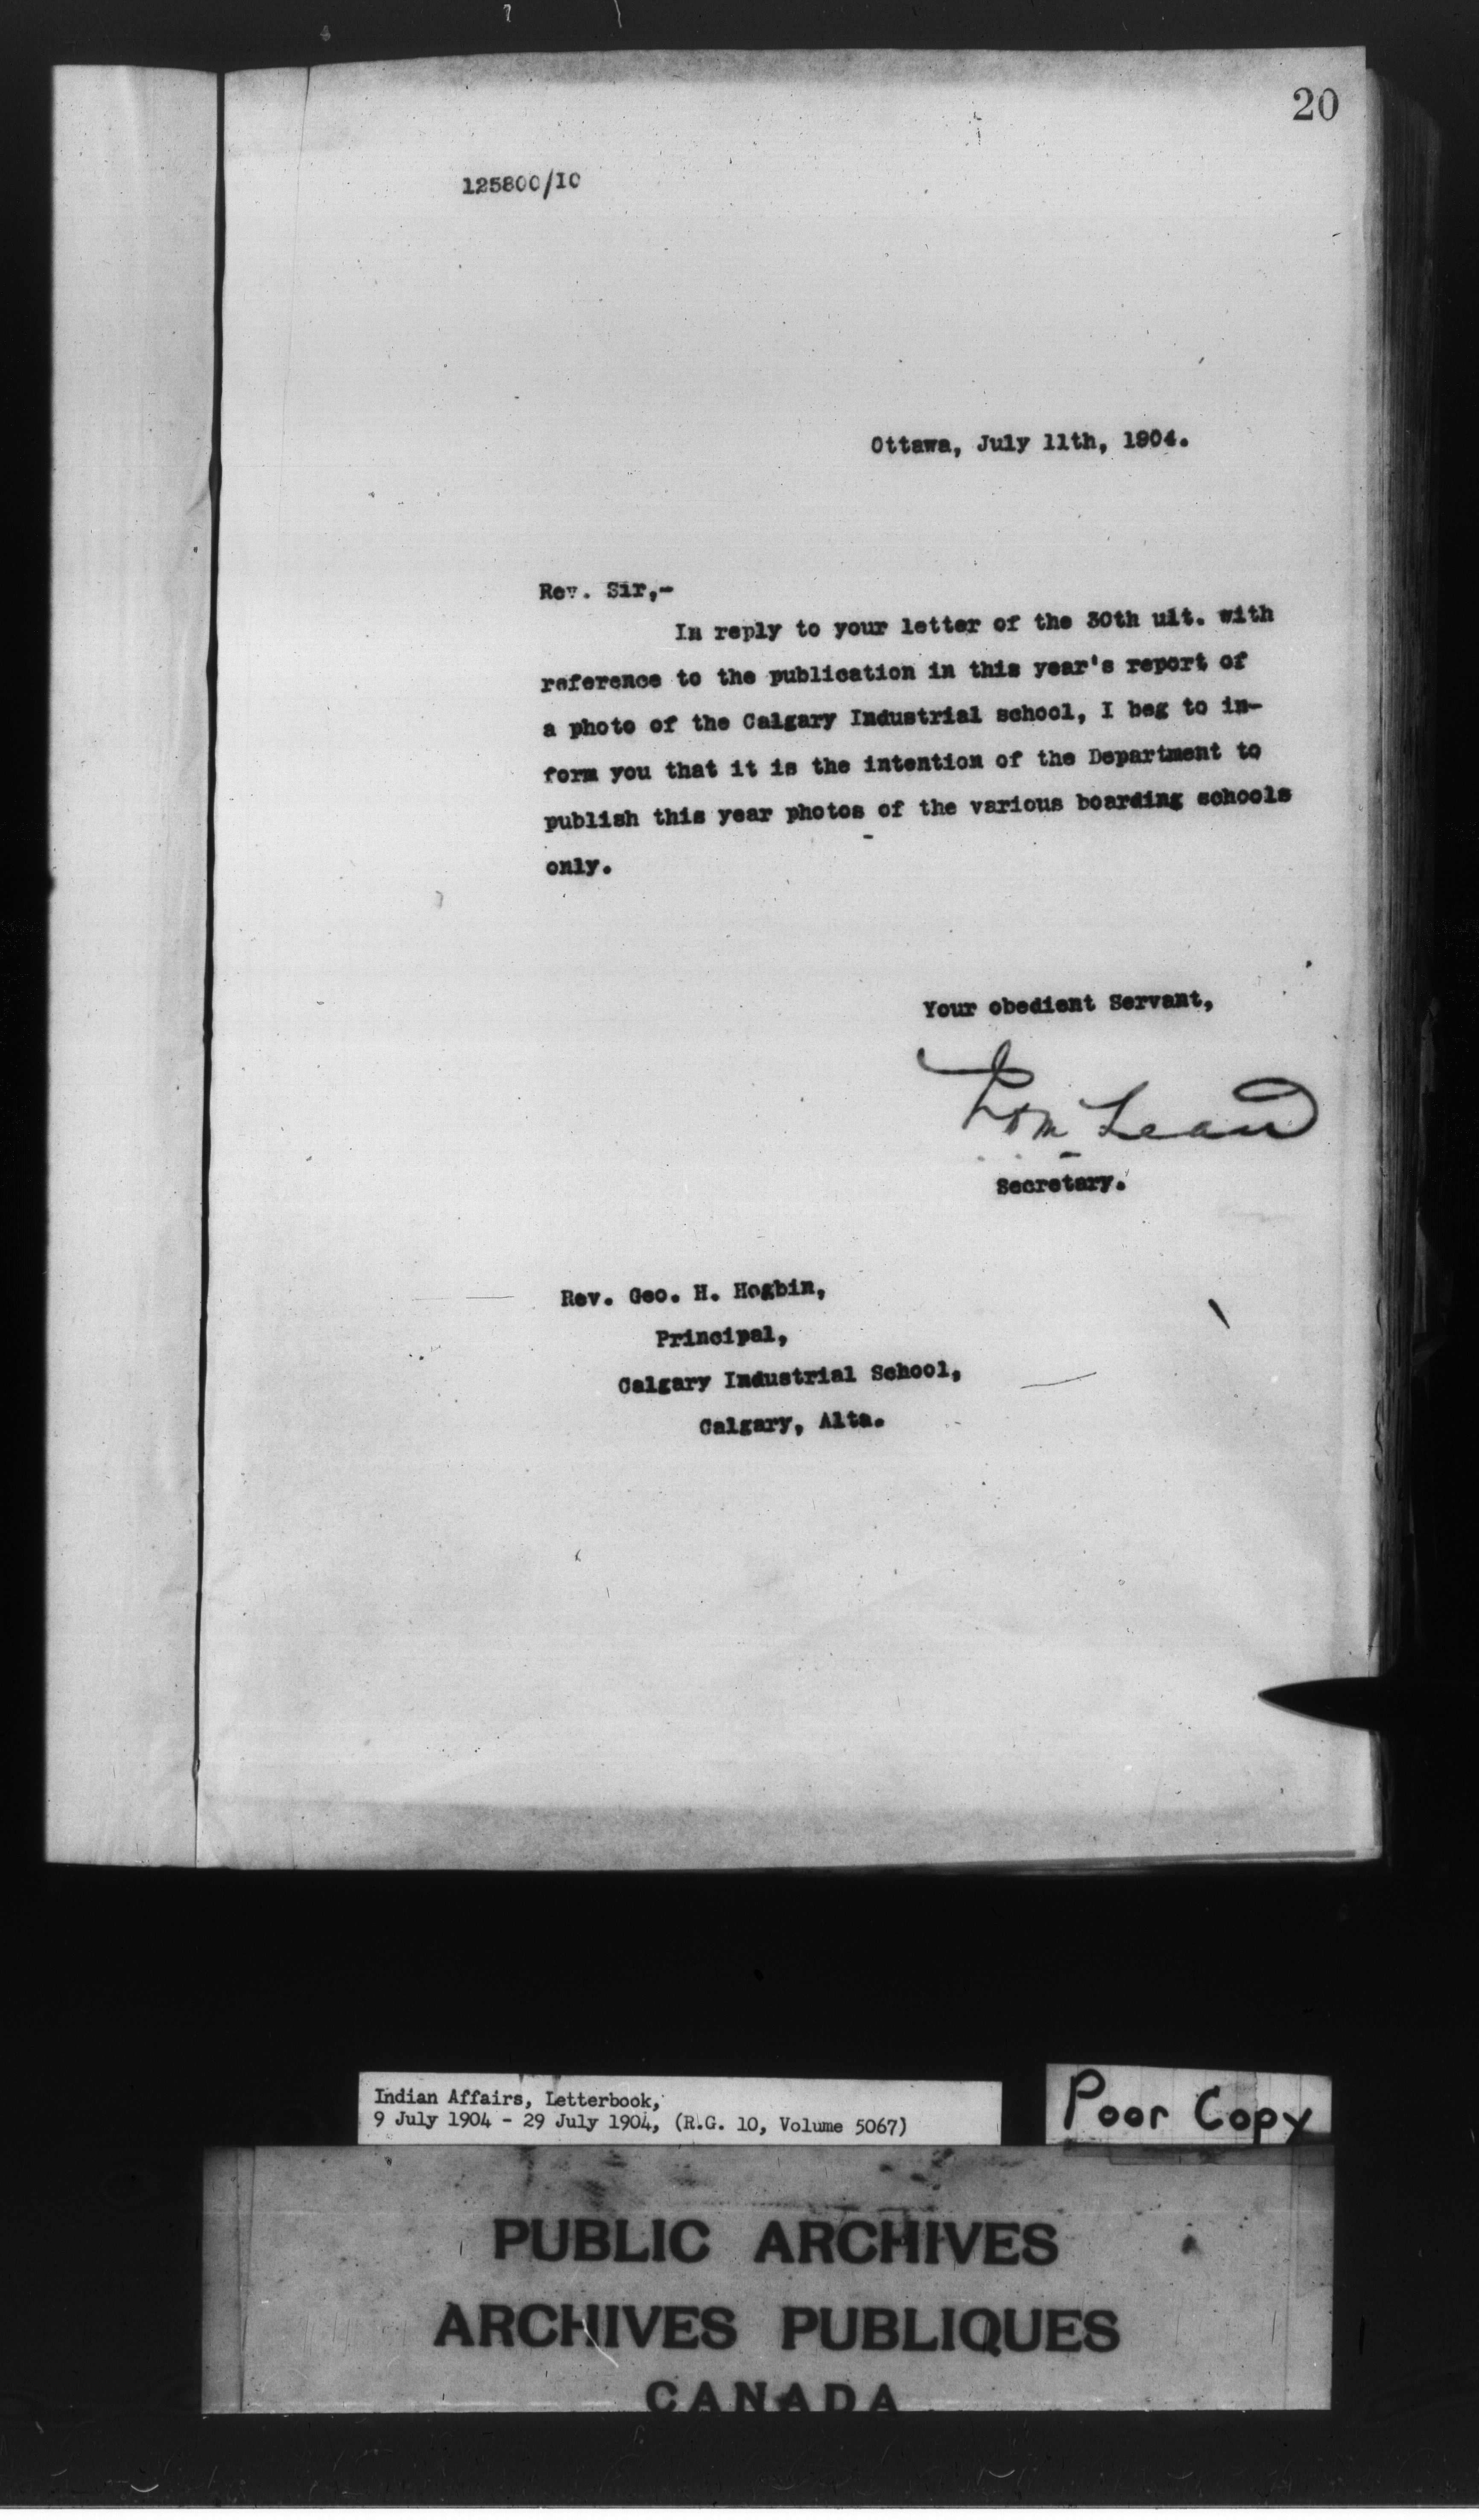 20
125800/10
Ottawa, July 11th, 1904.
Rev. Sir,-
In reply to your letter of the 30th ult. with
reference to the publication in this year's report of
a photo of the Calgary Industrial school, I beg to in-
form you that it is the intention of the Department to
publish this year photos of the various boarding schools
only.
Your obedient Servant,
Lean
Secretary.
Rev. Geo. H. Hogbin,
Principal,
Calgary Industrial School,
Calgary, Alta.
Indian Affairs, Letterbook,
9 July 1904 - 29 July 1904, (R.G. 10, Volume 5067)
Poor Copy
PUBLIC ARCHIVES
ARCHIVES PUBLIQUES
CANADA